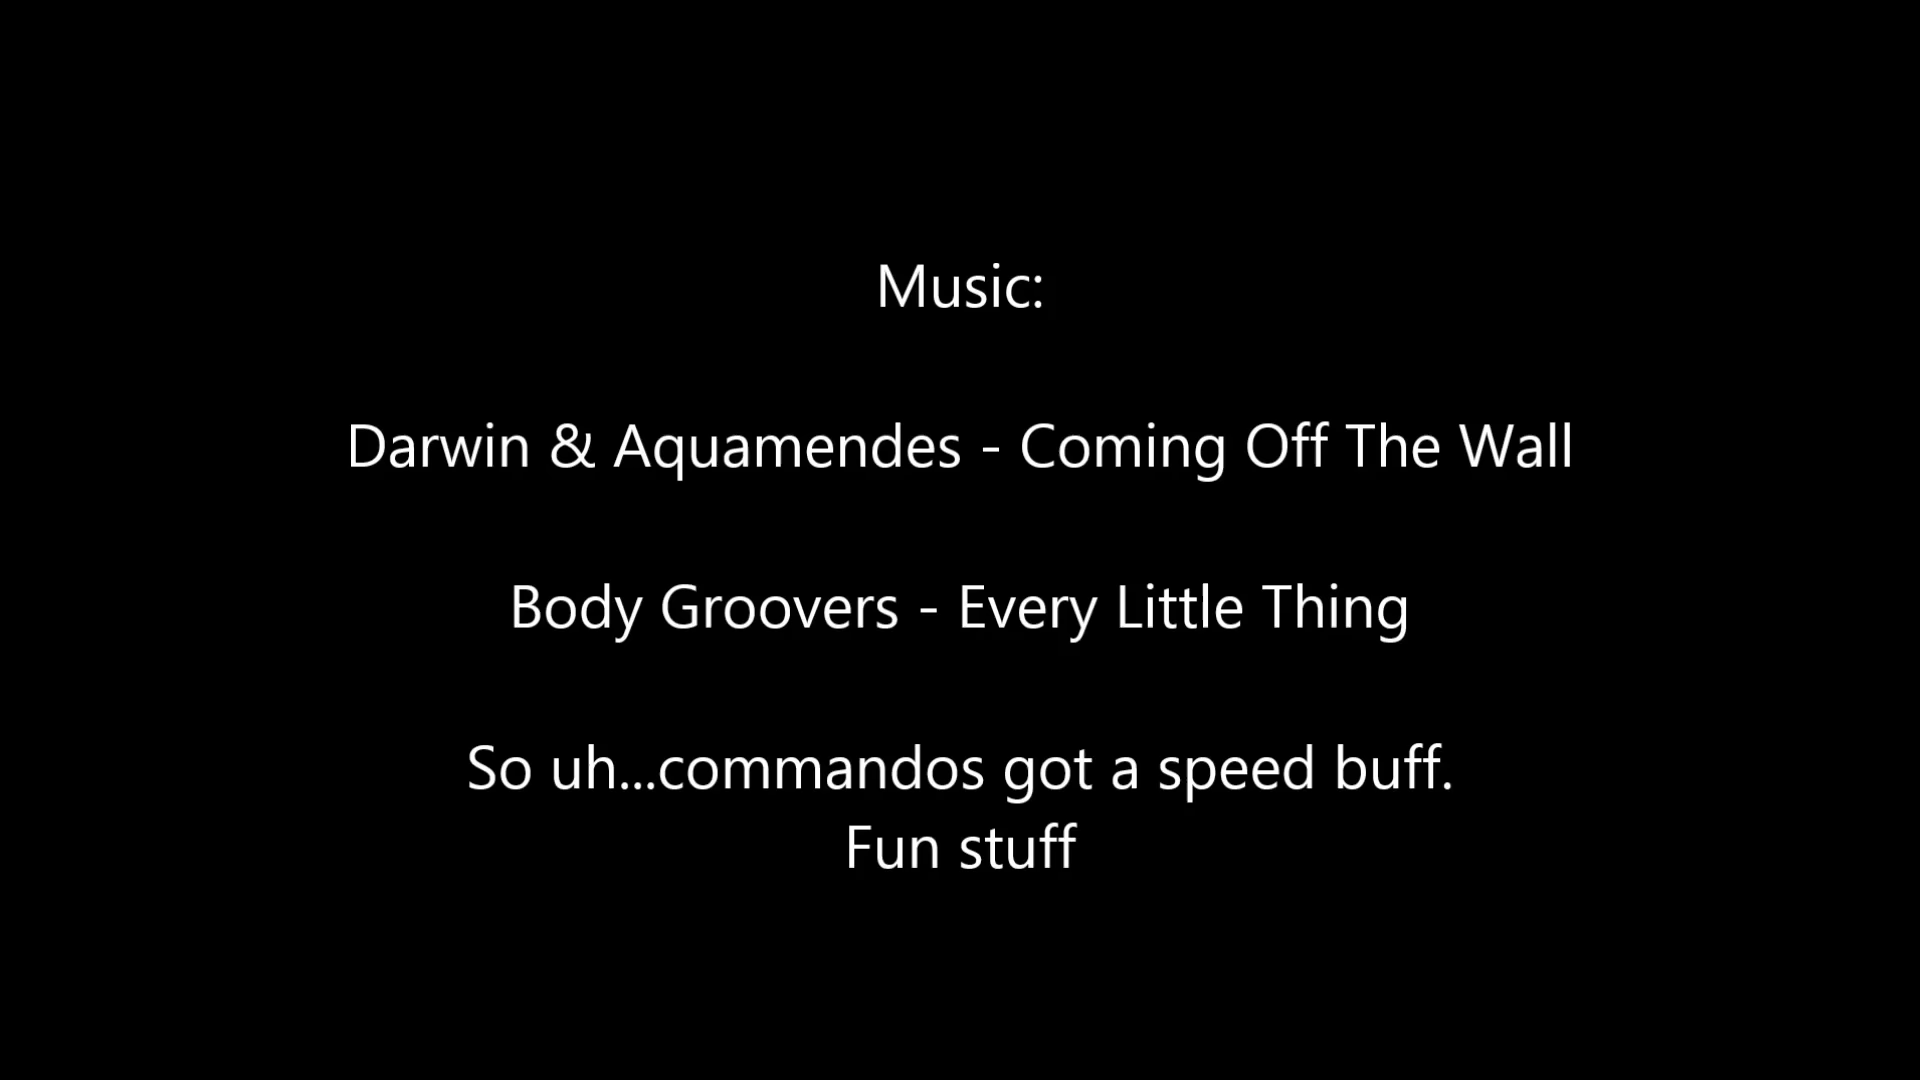 Music:
Darwin & Aquamendes - Coming Off The Wall
Body Groovers - Every Little Thing
So uh...commandos got a speed buff.
Fun stuff